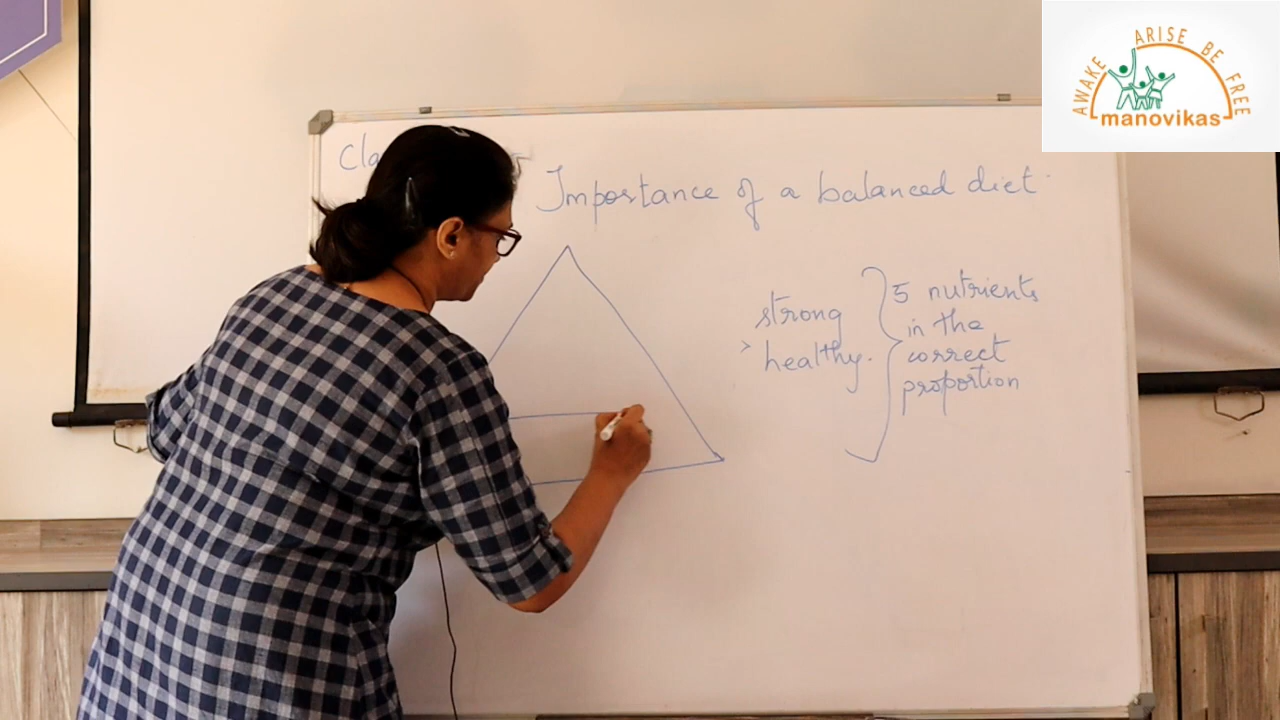 AWAKE ARISE BE FREE
manovikas
Importance of a balanced diet
strong
healthy.
5 nutrients
in the
correct
proportion